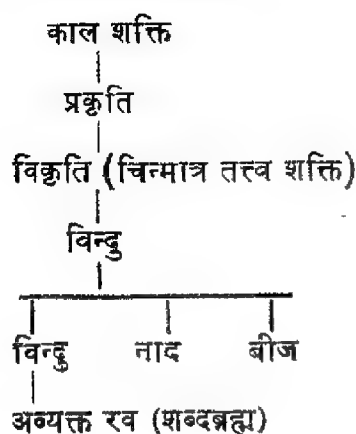 काल शक्ति
प्रकृति
विकृति (चिन्मात्र तत्त्व शक्ति)
विन्दु
विन्दु नाद बीज
अव्यक्त रव (शब्दब्रह्म)